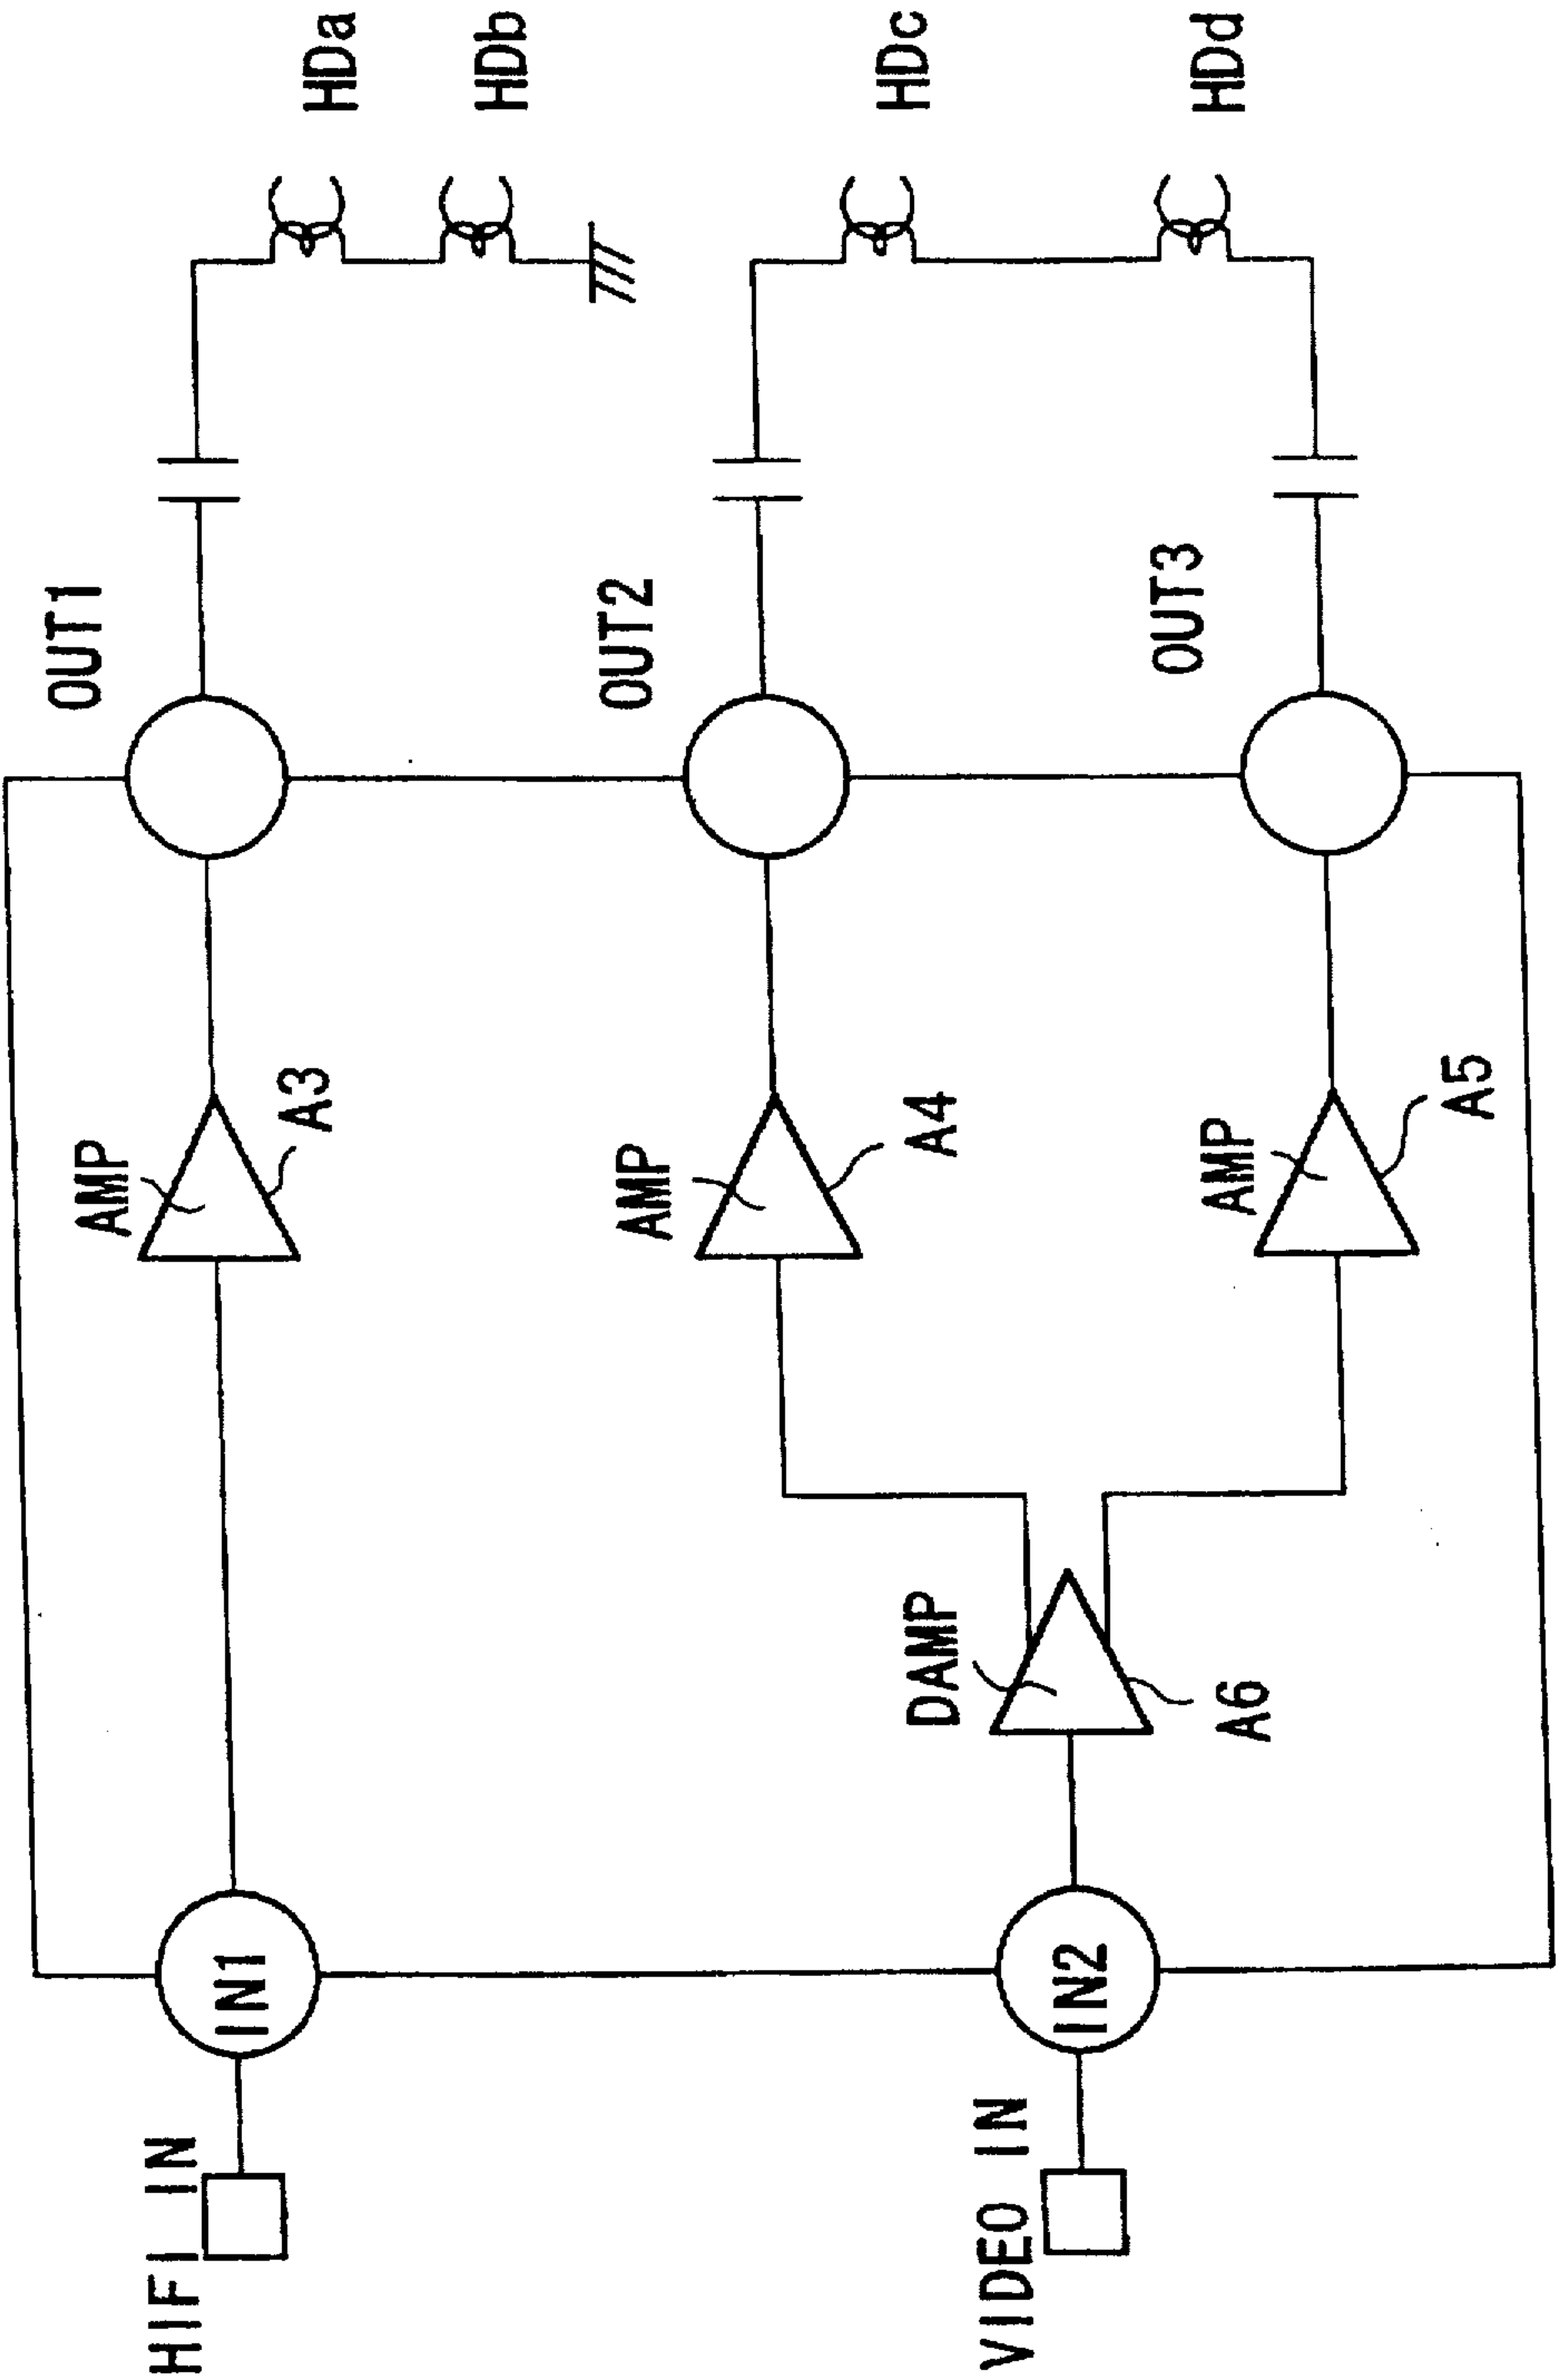 HIFI IN
IN1
AMP
A3
OUT1
HDa
HDb
VIDEO IN
IN2
DAMP
A6
AMP
A4
OUT2
HDc
AMP
A5
OUT3
HDd